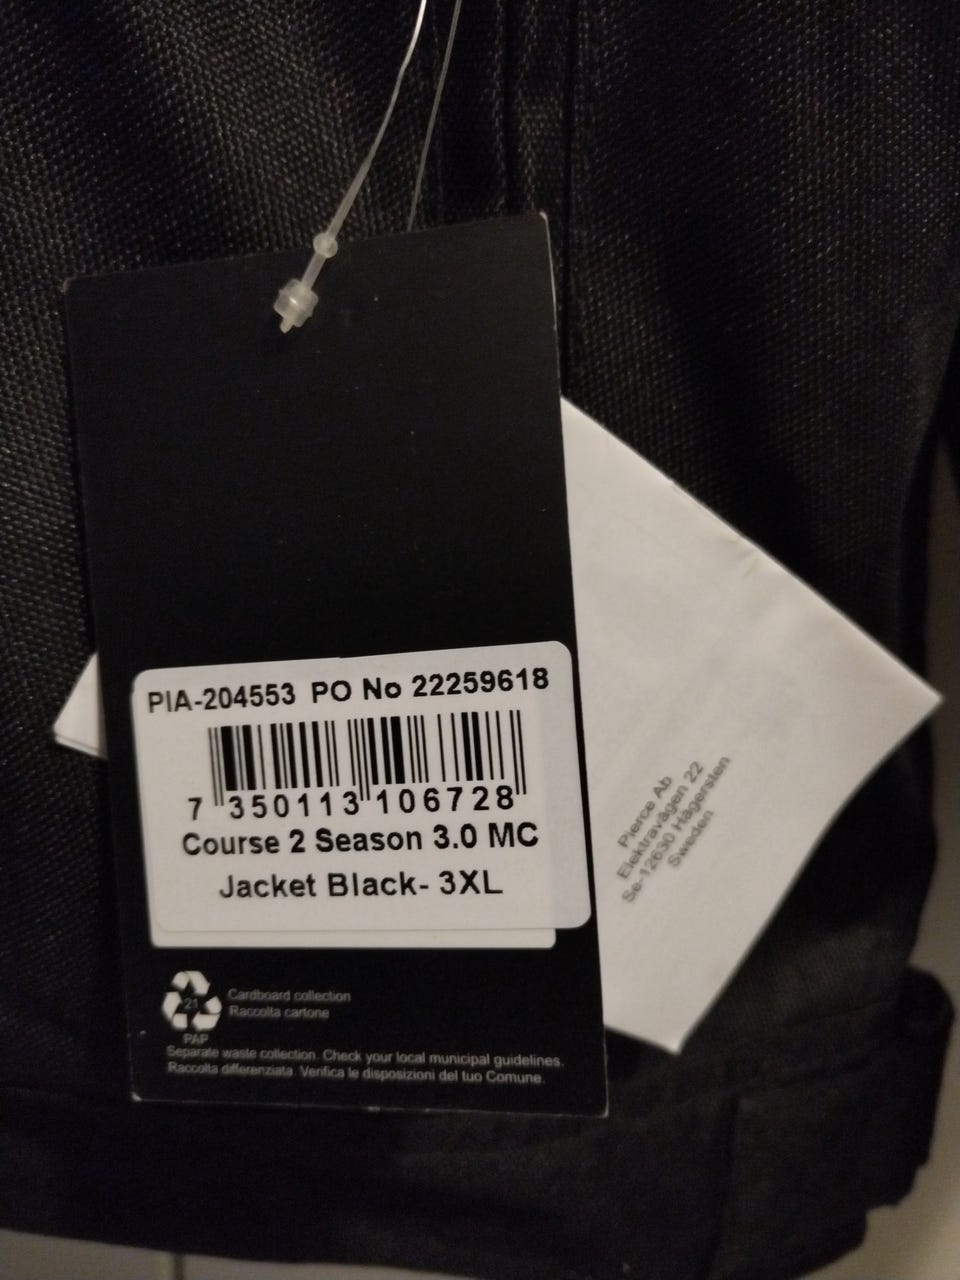 PIA-204553 PO No 22259618
7 350113 106728
Course 2 Season 3.0 MC
Jacket Black- 3XL
21
PAP
Cardboard collection
Raccolta cartone
Separate waste collection. Check your local municipal guidelines.
Raccolta differenziata. Verifica le disposizioni del tuo Comune.
Pierce Ab
Elektravägen 22
Se-12630 Hägersten
Sweden